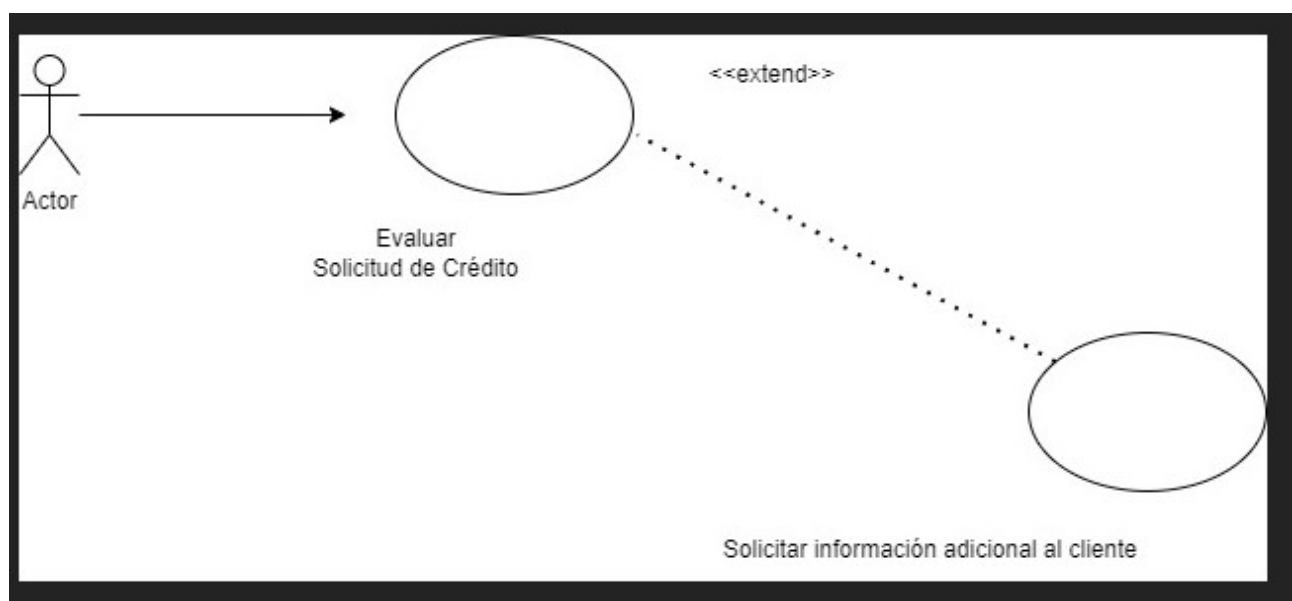 <<extend>>
Actor
Evaluar
Solicitud de Crédito
Solicitar información adicional al cliente